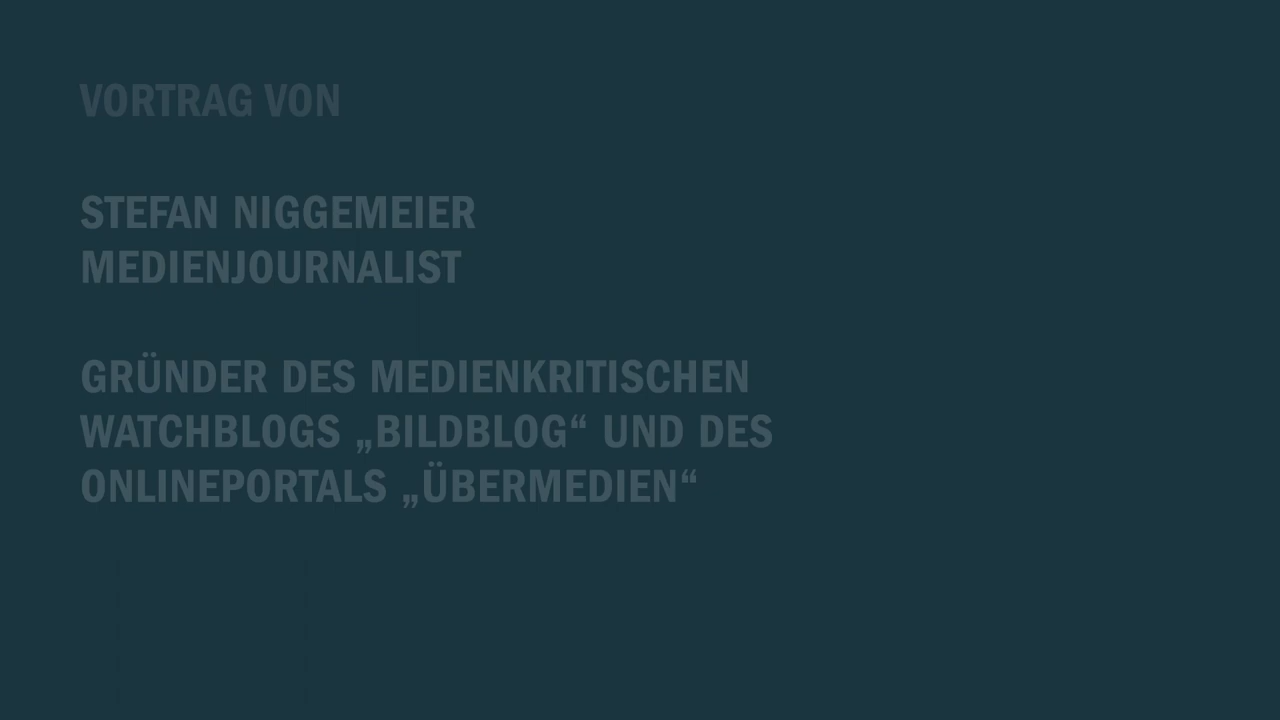 VORTRAG VON
STEFAN NIGGEMEIER
MEDIENJOURNALIST
GRÜNDER DES MEDIENKRITISCHEN
WATCHBLOGS „BILDBLOG“ UND DES
ONLINEPORTALS „ÜBERMEDIEN“